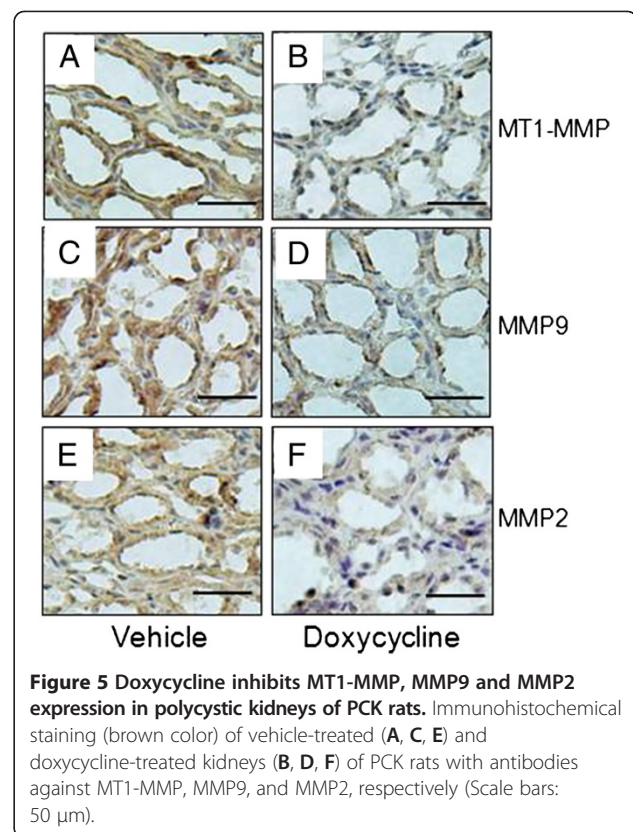 A
B
MT1-MMP
C
D
MMP9
E
F
MMP2
Vehicle
Doxycycline
Figure 5 Doxycycline inhibits MT1-MMP, MMP9 and MMP2
expression in polycystic kidneys of PCK rats. Immunohistochemical
staining (brown color) of vehicle-treated (A, C, E) and
doxycycline-treated kidneys (B, D, F) of PCK rats with antibodies
against MT1-MMP, MMP9, and MMP2, respectively (Scale bars:
50 μm).